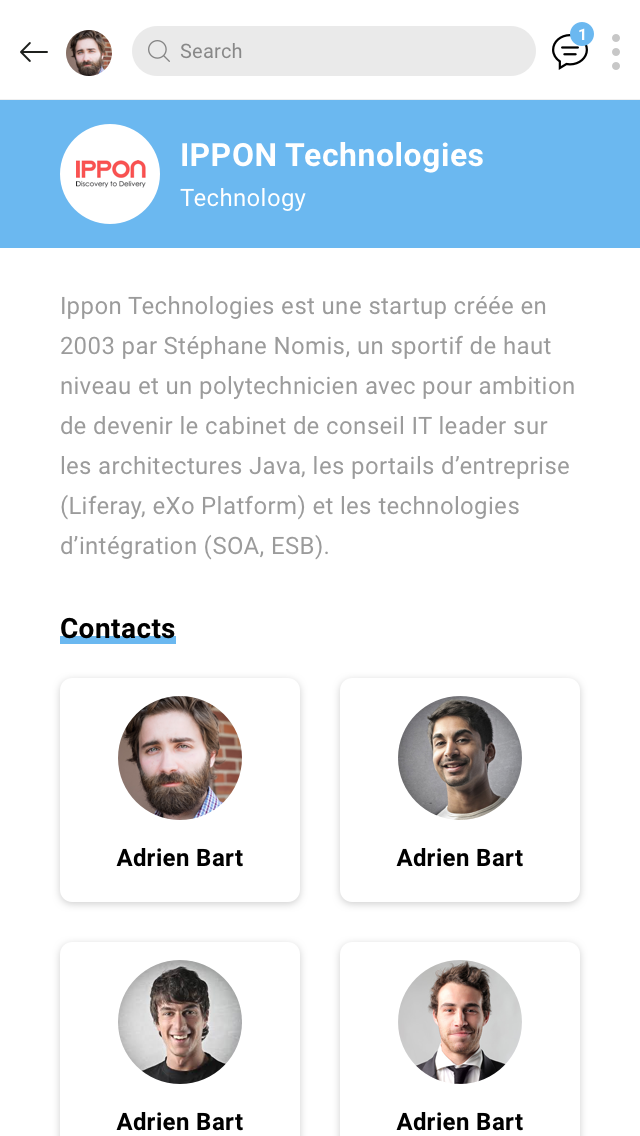 Search
1
IPPON
Discovery to Delivery
IPPON Technologies
Technology
Ippon Technologies est une startup créée en
2003 par Stéphane Nomis, un sportif de haut
niveau et un polytechnicien avec pour ambition
de devenir le cabinet de conseil IT leader sur
les architectures Java, les portails d’entreprise
(Liferay, eXo Platform) et les technologies
d’intégration (SOA, ESB).
Contacts
Adrien Bart
Adrien Bart
Adrien Bart
Adrien Bart